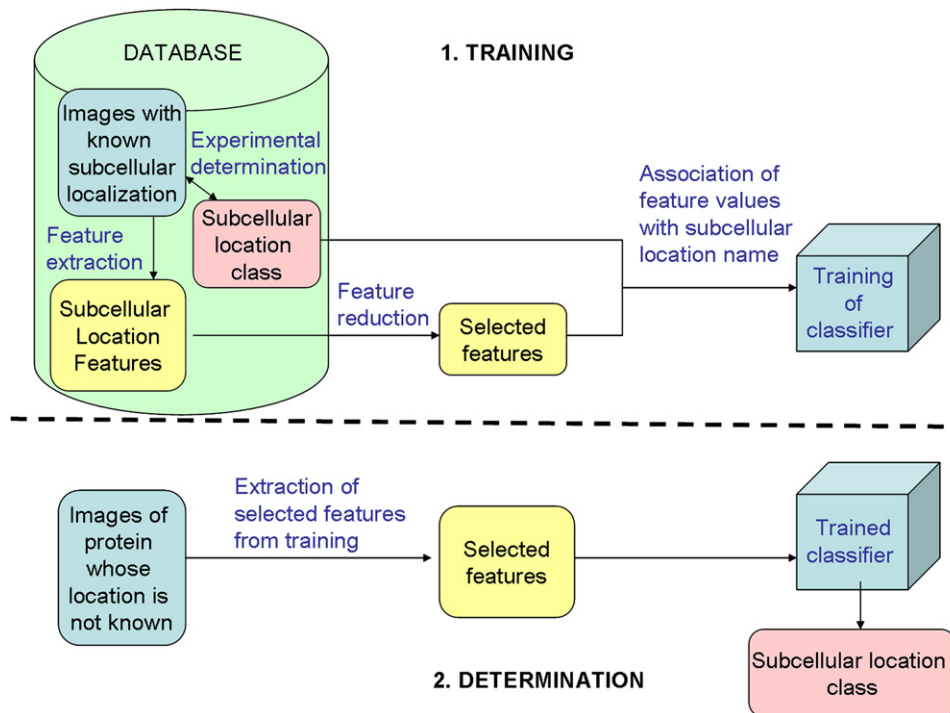 DATABASE
1. TRAINING
Images with
known
subcellular
localization
Experimental
determination
Subcellular
location
class
Feature
extraction
Subcellular
Location
Features
Feature
reduction
Selected
features
Association of
feature values
with subcellular
location name
Training
of
classifier
Images of
protein
whose
location is
not known
Extraction of
selected features
from training
Selected
features
Trained
classifier
Subcellular location
class
2. DETERMINATION